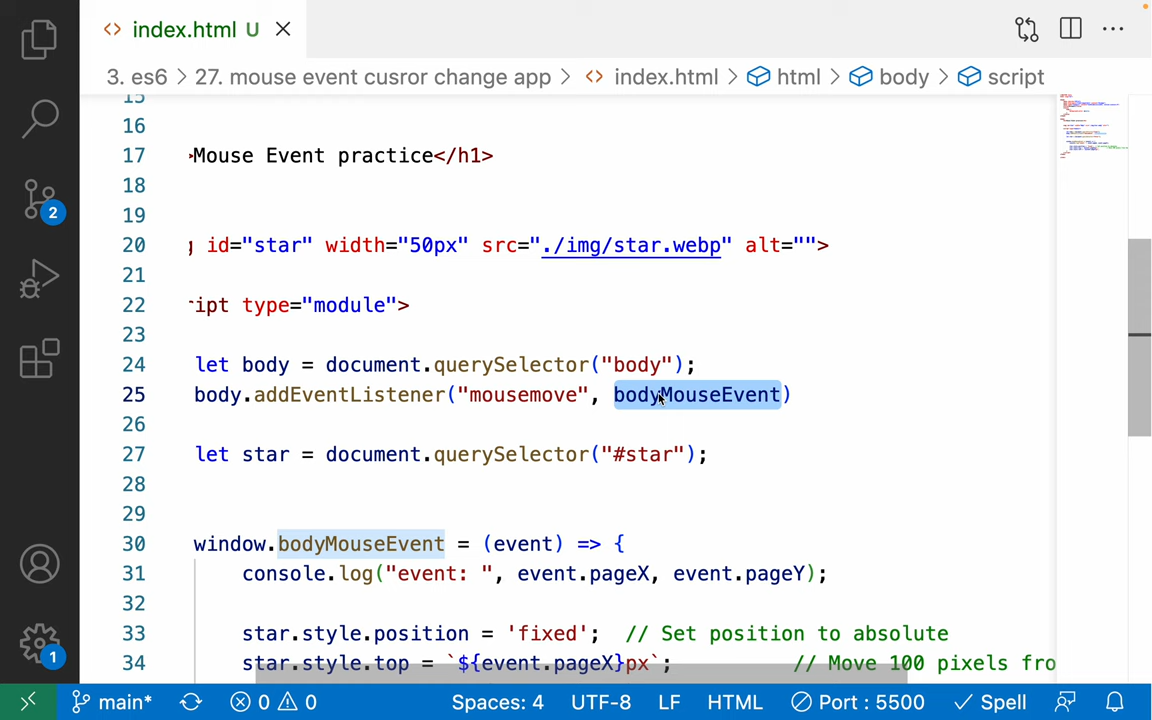 index.html U
3. es6 > 27. mouse event cusror change app > index.html > html > body > script
15
16
17 >Mouse Event practice</h1>
18
19
20 g id="star" width="50px" src="./img/star.webp" alt="">
21
22 ript type="module">
23
24 let body = document.querySelector("body");
25 body.addEventListener("mousemove", bodyMouseEvent)
26
27 let star = document.querySelector("#star");
28
29
30 window.bodyMouseEvent = (event) => {
31 console.log("event: ", event.pageX, event.pageY);
32
33 star.style.position = 'fixed'; // Set position to absolute
34 star.style.top = `${event.pageX}px`; // Move 100 pixels fro
2
1
main* 0 0 Spaces: 4 UTF-8 LF HTML Port : 5500 Spell